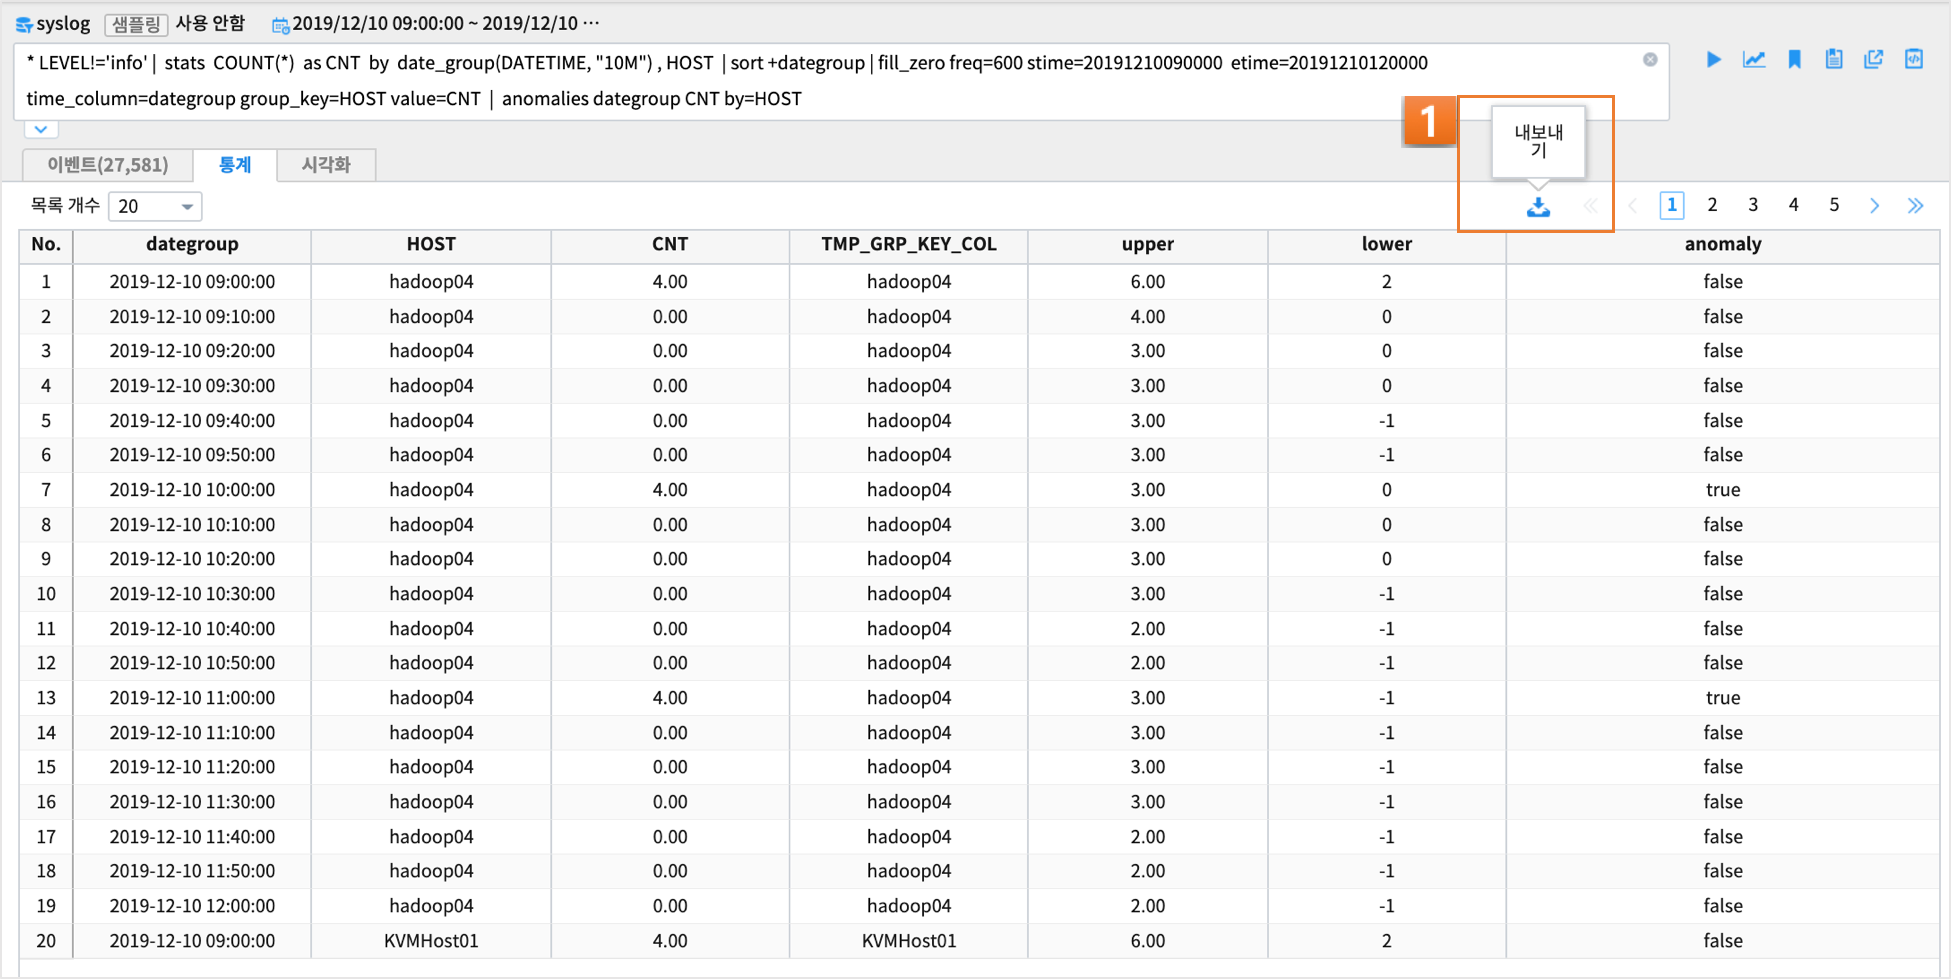 syslog 샘플링 사용 안함 2019/12/10 09:00:00 ~ 2019/12/10 ···
* LEVEL!='info' | stats COUNT(*) as CNT by date_group(DATETIME, "10M") , HOST | sort +dategroup | fill_zero freq=600 stime=20191210090000 etime=20191210120000
time_column=dategroup group_key=HOST value=CNT | anomalies dategroup CNT by=HOST
1
내보내
기
이벤트(27,581) 통계 시각화
목록 개수 20 1 2 3 4 5
No. dategroup HOST CNT TMP_GRP_KEY_COL upper lower anomaly
1 2019-12-10 09:00:00 hadoop04 4.00 hadoop04 6.00 2 false
2 2019-12-10 09:10:00 hadoop04 0.00 hadoop04 4.00 0 false
3 2019-12-10 09:20:00 hadoop04 0.00 hadoop04 3.00 0 false
4 2019-12-10 09:30:00 hadoop04 0.00 hadoop04 3.00 0 false
5 2019-12-10 09:40:00 hadoop04 0.00 hadoop04 3.00 -1 false
6 2019-12-10 09:50:00 hadoop04 0.00 hadoop04 3.00 -1 false
7 2019-12-10 10:00:00 hadoop04 4.00 hadoop04 3.00 0 true
8 2019-12-10 10:10:00 hadoop04 0.00 hadoop04 3.00 0 false
9 2019-12-10 10:20:00 hadoop04 0.00 hadoop04 3.00 0 false
10 2019-12-10 10:30:00 hadoop04 0.00 hadoop04 3.00 -1 false
11 2019-12-10 10:40:00 hadoop04 0.00 hadoop04 2.00 -1 false
12 2019-12-10 10:50:00 hadoop04 0.00 hadoop04 2.00 -1 false
13 2019-12-10 11:00:00 hadoop04 4.00 hadoop04 3.00 -1 true
14 2019-12-10 11:10:00 hadoop04 0.00 hadoop04 3.00 -1 false
15 2019-12-10 11:20:00 hadoop04 0.00 hadoop04 3.00 -1 false
16 2019-12-10 11:30:00 hadoop04 0.00 hadoop04 3.00 -1 false
17 2019-12-10 11:40:00 hadoop04 0.00 hadoop04 2.00 -1 false
18 2019-12-10 11:50:00 hadoop04 0.00 hadoop04 2.00 -1 false
19 2019-12-10 12:00:00 hadoop04 0.00 hadoop04 2.00 -1 false
20 2019-12-10 09:00:00 KVMHost01 4.00 KVMHost01 6.00 2 false